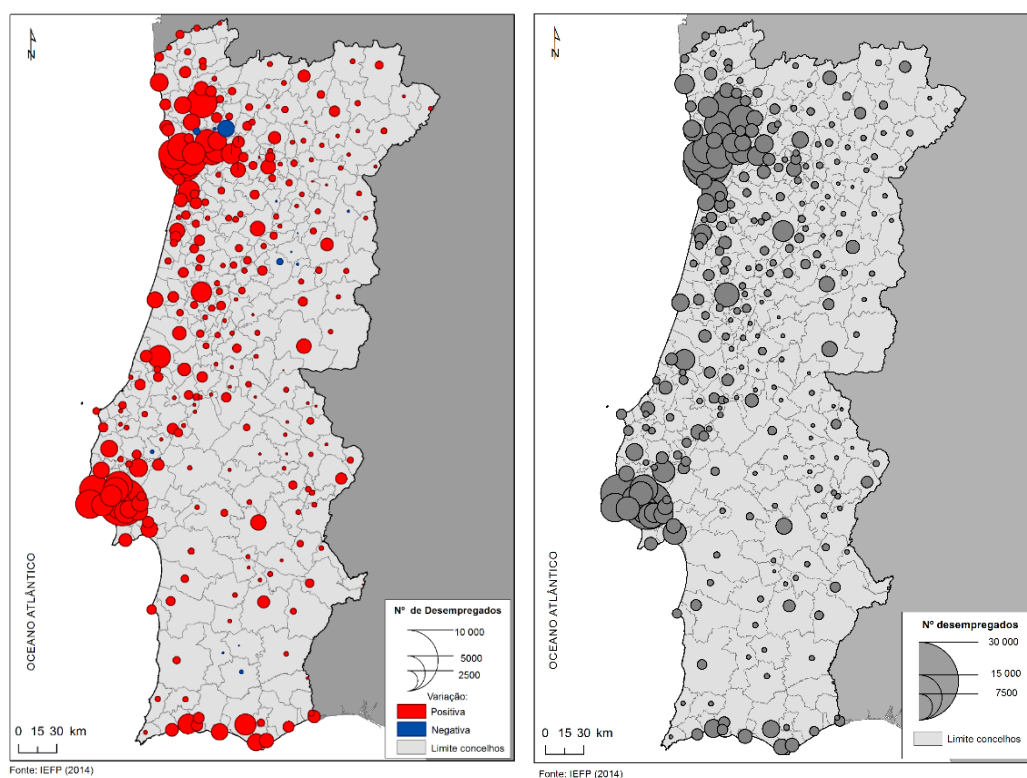 N
OCEANO ATLÂNTICO
Nº de Desempregados
10 000
5000
2500
Variação:
Positiva
Negativa
Limite concelhos
0 15 30 km
Fonte: IEFP (2014)
N
OCEANO ATLÂNTICO
Nº desempregados
30 000
15 000
7500
Limite concelhos
0 15 30 km
Fonte: IEFP (2014)